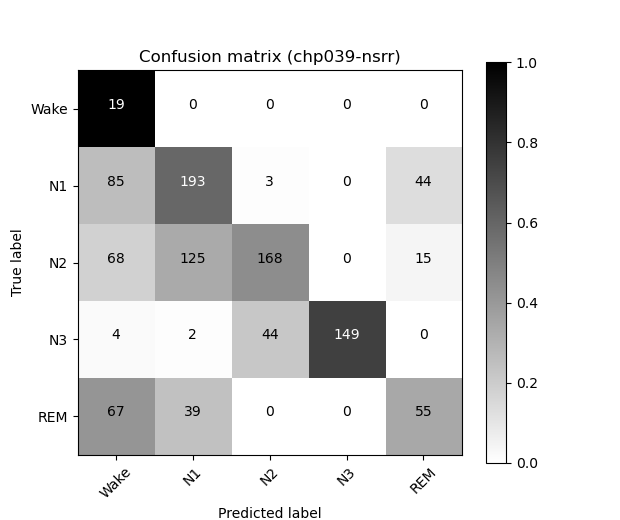 Confusion matrix (chp039-nsrr)
True label
Wake 19 0 0 0 0
N1 85 193 3 0 44
N2 68 125 168 0 15
N3 4 2 44 149 0
REM 67 39 0 0 55
Wake N1 N2 N3 REM
Predicted label
1.0
0.8
0.6
0.4
0.2
0.0